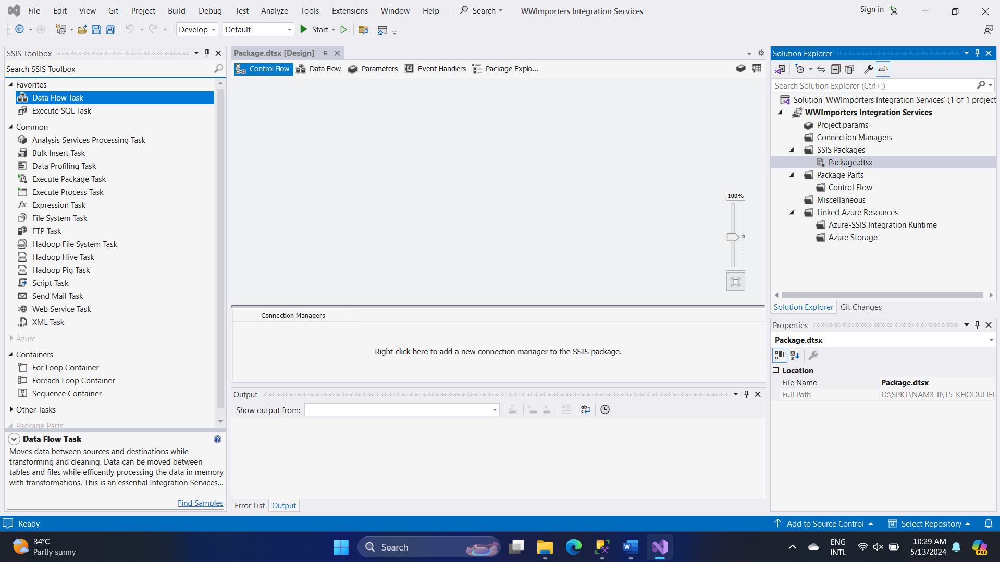 File Edit View Git Project Build Debug Test Analyze Tools Extensions Window Help Search WWImporters Integration Services Sign in
Develop Default Start
SSIS Toolbox
Search SSIS Toolbox
Favorites
Data Flow Task
Execute SQL Task
Common
Analysis Services Processing Task
Bulk Insert Task
Data Profiling Task
Execute Package Task
Execute Process Task
Expression Task
File System Task
FTP Task
Hadoop File System Task
Hadoop Hive Task
Hadoop Pig Task
Script Task
Send Mail Task
Web Service Task
XML Task
Azure
Containers
For Loop Container
Foreach Loop Container
Sequence Container
Other Tasks
Package Parts
Data Flow Task
Moves data between sources and destinations while
transforming and cleaning. Data can be moved between
tables and files while efficently processing the data in memory
with transformations. This is an essential Integration Services...
Find Samples
Package.dtsx [Design]
Control Flow Data Flow Parameters Event Handlers Package Explo...
100%
Connection Managers
Right-click here to add a new connection manager to the SSIS package.
Output
Show output from:
Error List Output
Solution Explorer
Search Solution Explorer (Ctrl+;)
Solution 'WWImporters Integration Services' (1 of 1 project
WWImporters Integration Services
Project.params
Connection Managers
SSIS Packages
Package.dtsx
Package Parts
Control Flow
Miscellaneous
Linked Azure Resources
Azure-SSIS Integration Runtime
Azure Storage
Solution Explorer Git Changes
Properties
Package.dtsx
Location
File Name Package.dtsx
Full Path D:\SPKT\NAM3_II\T5_KHODULIEU
Ready Add to Source Control Select Repository
34°C
Partly sunny
Search
ENG
INTL
10:29 AM
5/13/2024
PRE